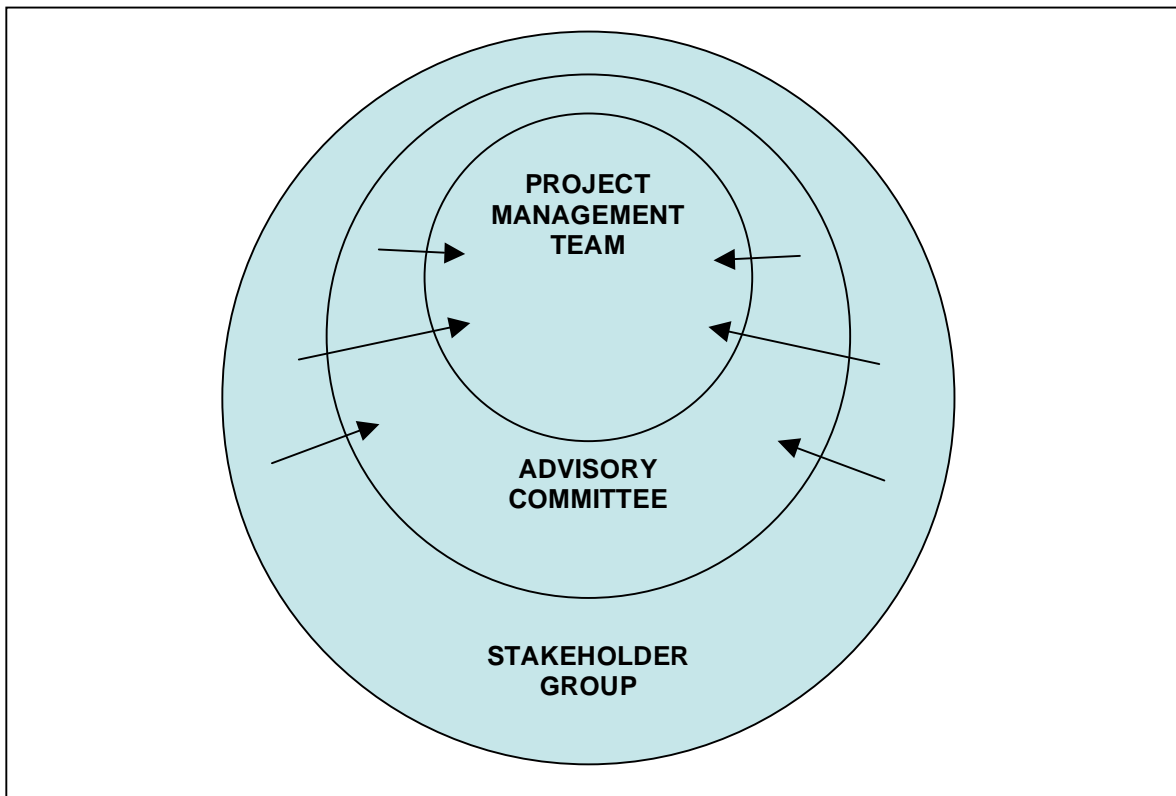 PROJECT
MANAGEMENT
TEAM
ADVISORY
COMMITTEE
STAKEHOLDER
GROUP